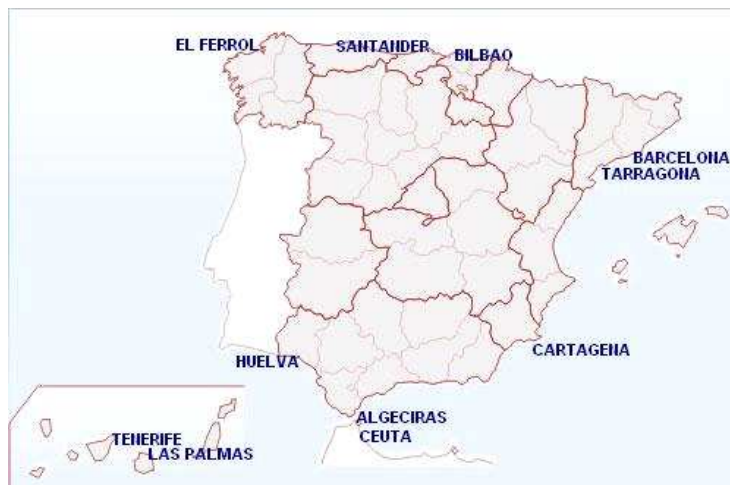 EL FERROL
SANTANDER
BILBAO
BARCELONA
TARRAGONA
CARTAGENA
HUELVA
ALGECIRAS
CEUTA
TENERIFE
LAS PALMAS